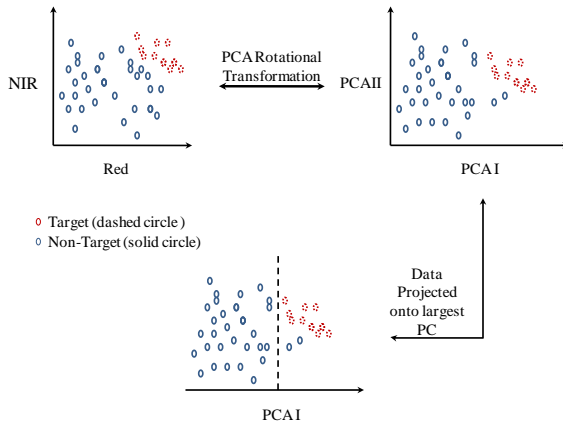 NIR
Red
PCA Rotational
Transformation
PCAII
PCA I
Target (dashed circle )
Non-Target (solid circle)
Data
Projected
onto largest
PC
PCA I